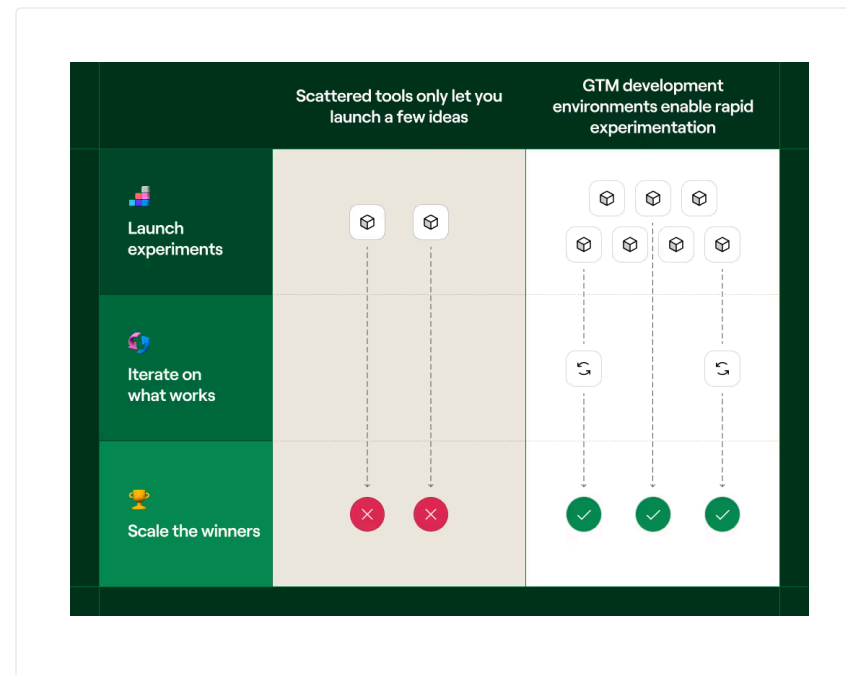 Scattered tools only let you
launch a few ideas
GTM development
environments enable rapid
experimentation
Launch
experiments
Iterate on
what works
Scale the winners